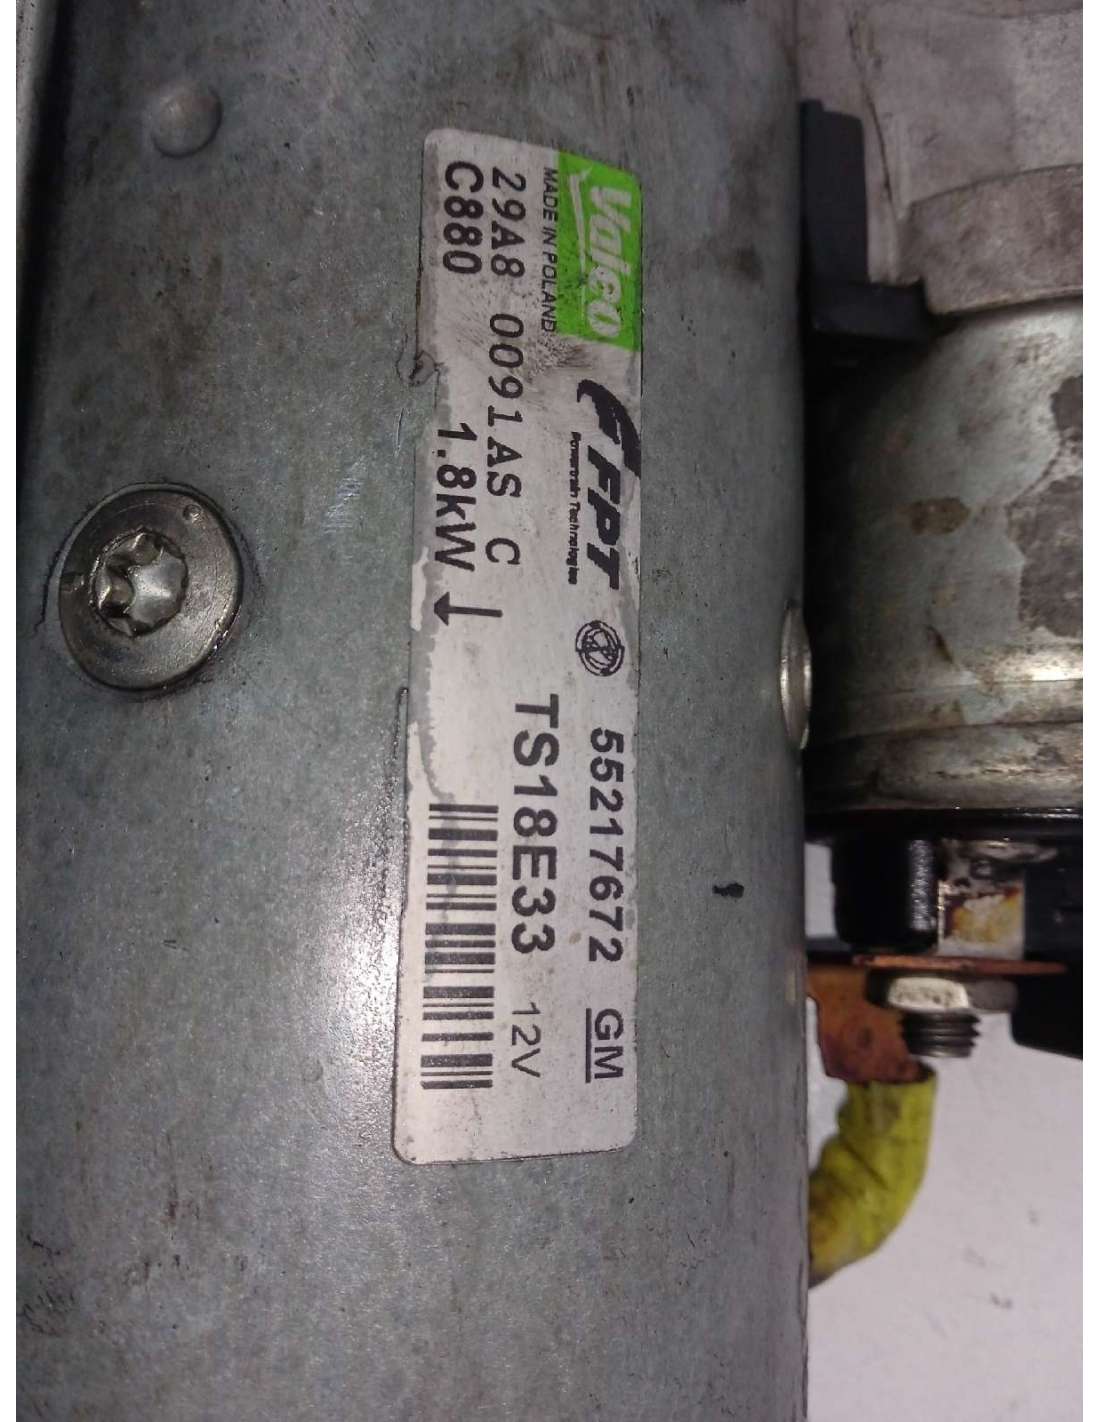 Valeo
MADE IN POLAND
FPT
Powertrain Technologies
55217672 GM
29A8 0091AS C
TS18E33 12V
C880 1.8kW